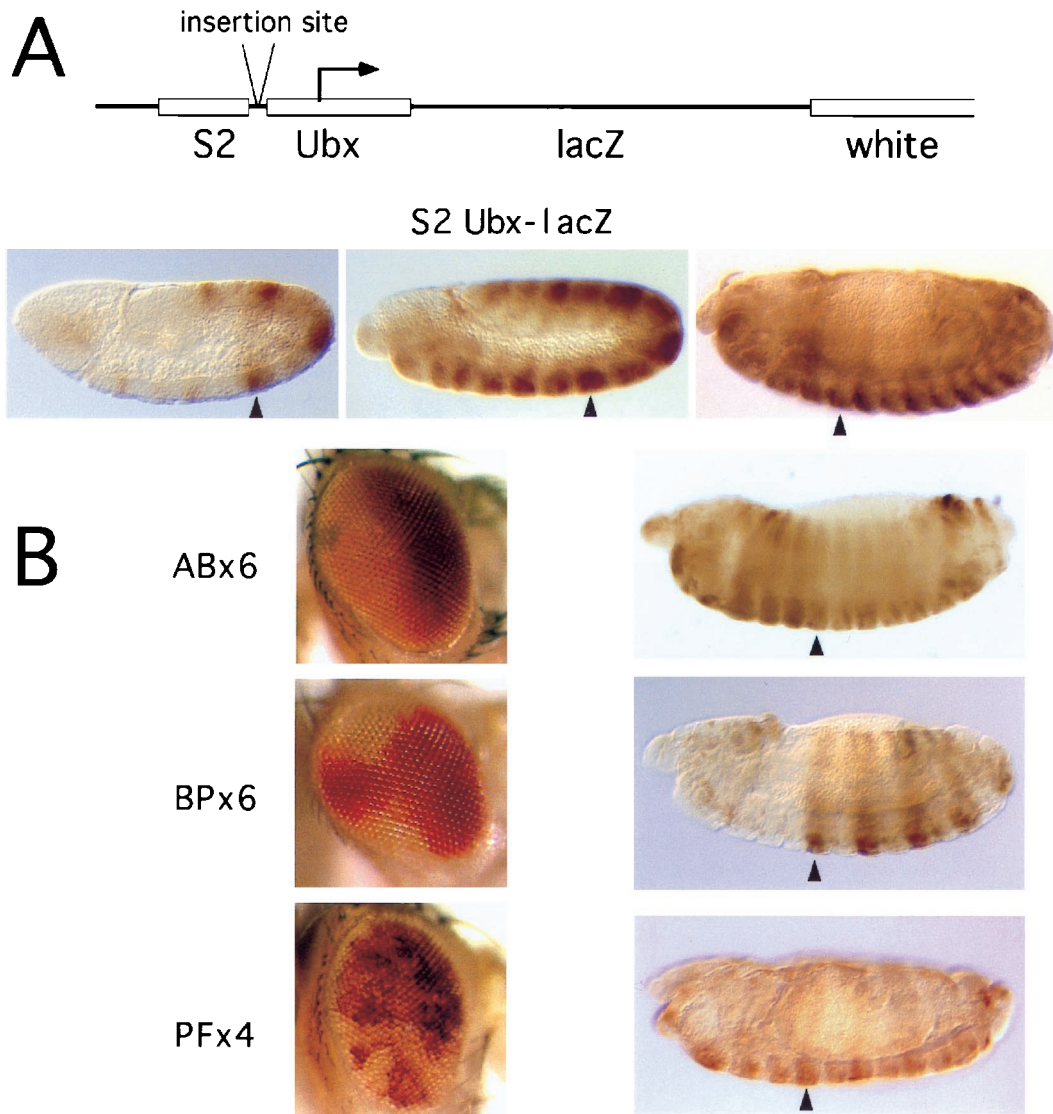 A
insertion site
S2
Ubx
lacZ
white
S2 Ubx-lacZ
B
ABx6
BPx6
PFx4